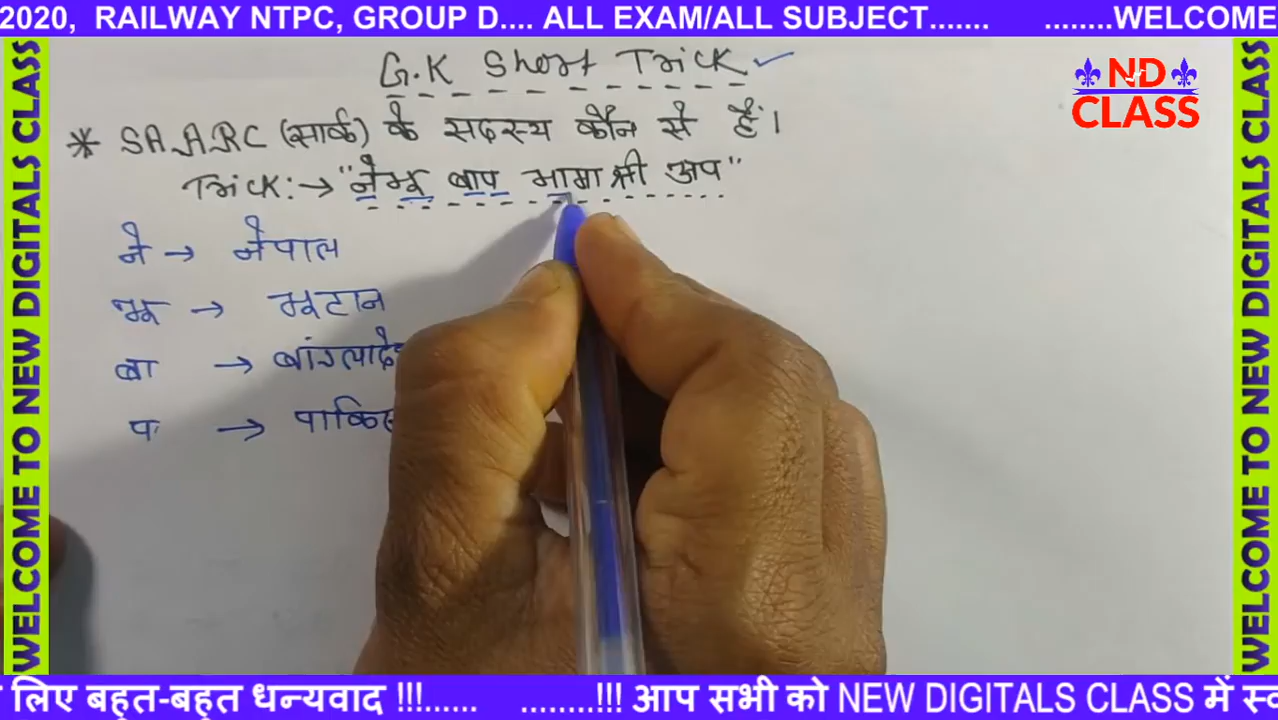 2020, RAILWAY NTPC, GROUP D.... ALL EXAM/ALL SUBJECT....... ........WELCOME
WELCOME TO NEW DIGITALS CLASS
G.K Short Trick
ND
CLASS
* SAARC (सार्क) के सदस्य कौन से हैं।
Trick:→ "नेभू बाप भामा श्री अप"
ने → नेपाल
भू → भूटान
बा → बांग्लादे
प → पाकि
WELCOME TO NEW DIGITALS CLASS
लिए बहुत-बहुत धन्यवाद !!!...... ........!!! आप सभी को NEW DIGITALS CLASS में